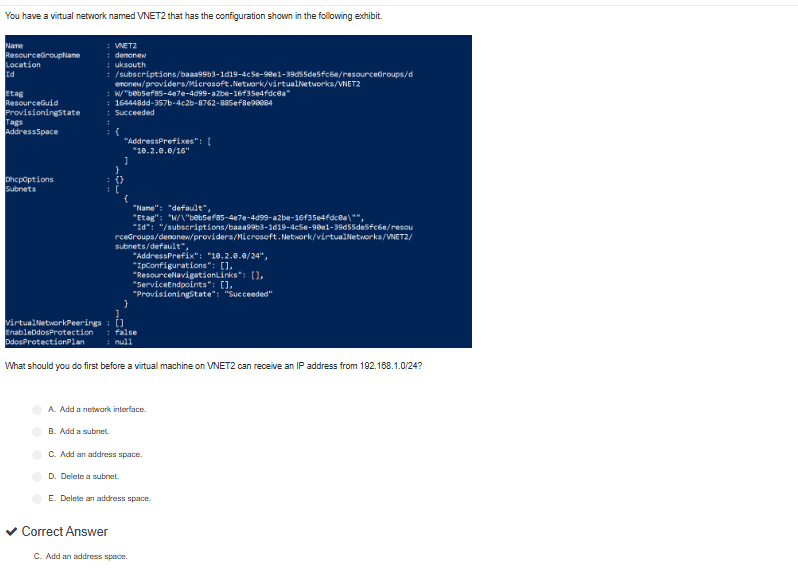 You have a virtual network named VNET2 that has the configuration shown in the following exhibit.
Name : VNET2
ResourceGroupName : demonew
Location : uksouth
Id : /subscriptions/baaa99b3-1d19-4c5e-90e1-39d55de5fc6e/resourceGroups/d
emonew/providers/Microsoft.Network/virtualNetworks/VNET2
Etag : W/"b0b5ef85-4e7e-4d99-a2be-16f35e4fdc0a"
ResourceGuid : 164448dd-357b-4c2b-8762-885ef8e90084
ProvisioningState : Succeeded
Tags :
AddressSpace : {
"AddressPrefixes": [
"10.2.0.0/16"
]
}
DhcpOptions : {}
Subnets : [
{
"Name": "default",
"Etag": "W/\"b0b5ef85-4e7e-4d99-a2be-16f35e4fdc0a\"",
"Id": "/subscriptions/baaa99b3-1d19-4c5e-90e1-39d55de5fc6e/resou
rceGroups/demonew/providers/Microsoft.Network/virtualNetworks/VNET2/
subnets/default",
"AddressPrefix": "10.2.0.0/24",
"IpConfigurations": [],
"ResourceNavigationLinks": [],
"ServiceEndpoints": [],
"ProvisioningState": "Succeeded"
}
]
VirtualNetworkPeerings : []
EnableDdosProtection : false
DdosProtectionPlan : null
What should you do first before a virtual machine on VNET2 can receive an IP address from 192.168.1.0/24?
A. Add a network interface.
B. Add a subnet.
C. Add an address space.
D. Delete a subnet.
E. Delete an address space.
✔ Correct Answer
C. Add an address space.